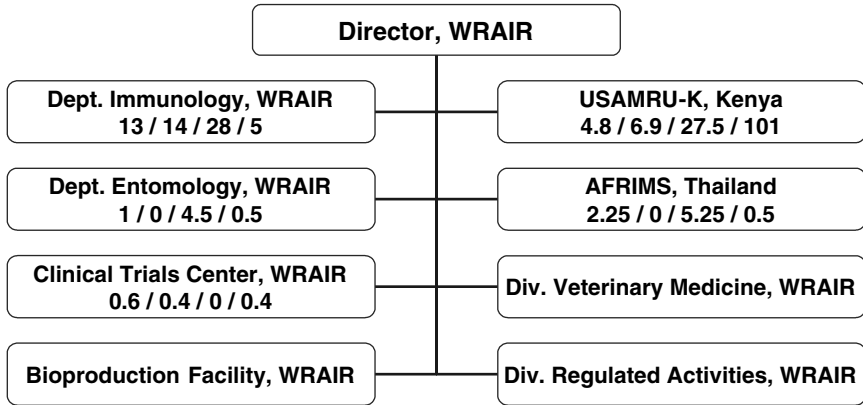 Director, WRAIR
Dept. Immunology, WRAIR
13 / 14 / 28 / 5
USAMRU-K, Kenya
4.8 / 6.9 / 27.5 / 101
Dept. Entomology, WRAIR
1 / 0 / 4.5 / 0.5
AFRIMS, Thailand
2.25 / 0 / 5.25 / 0.5
Clinical Trials Center, WRAIR
0.6 / 0.4 / 0 / 0.4
Div. Veterinary Medicine, WRAIR
Bioproduction Facility, WRAIR
Div. Regulated Activities, WRAIR